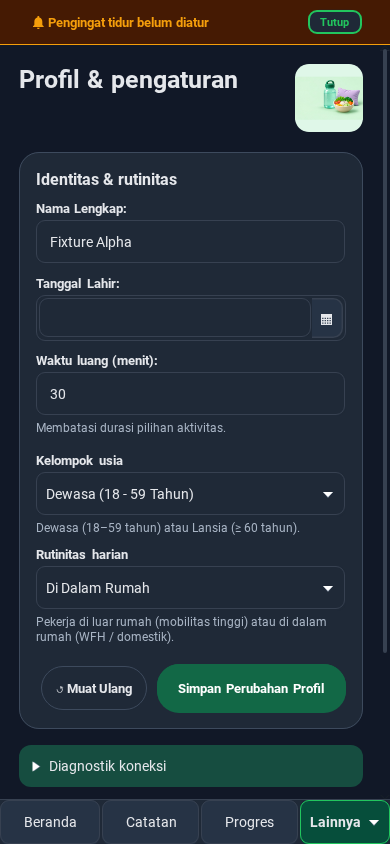 Pengingat tidur belum diatur
Tutup
Profil & pengaturan
Identitas & rutinitas
Nama Lengkap:
Fixture Alpha
Tanggal Lahir:
Waktu luang (menit):
30
Membatasi durasi pilihan aktivitas.
Kelompok usia
Dewasa (18 - 59 Tahun)
Dewasa (18–59 tahun) atau Lansia (≥ 60 tahun).
Rutinitas harian
Di Dalam Rumah
Pekerja di luar rumah (mobilitas tinggi) atau di dalam
rumah (WFH / domestik).
↺ Muat Ulang
Simpan Perubahan Profil
Diagnostik koneksi
Beranda
Catatan
Progres
Lainnya